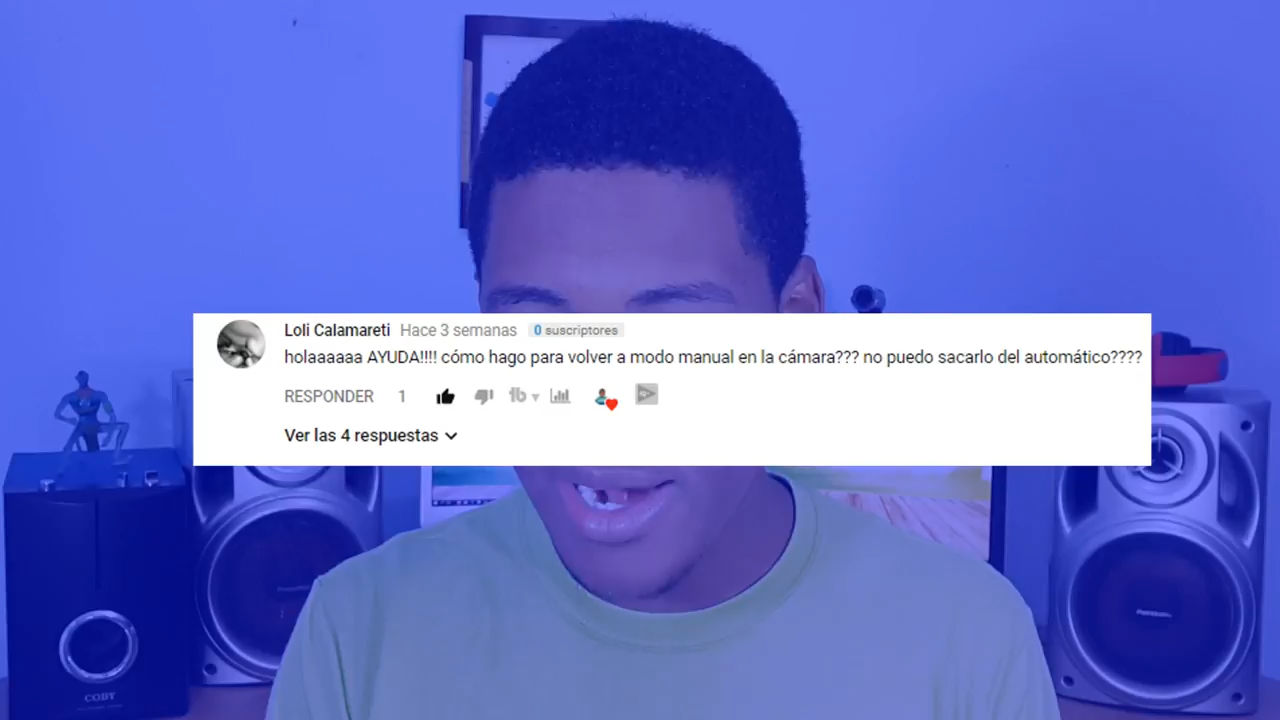 Loli Calamareti Hace 3 semanas 0 suscriptores
holaaaaaa AYUDA!!!! cómo hago para volver a modo manual en la cámara??? no puedo sacarlo del automático????
RESPONDER 1
Ver las 4 respuestas
COBY